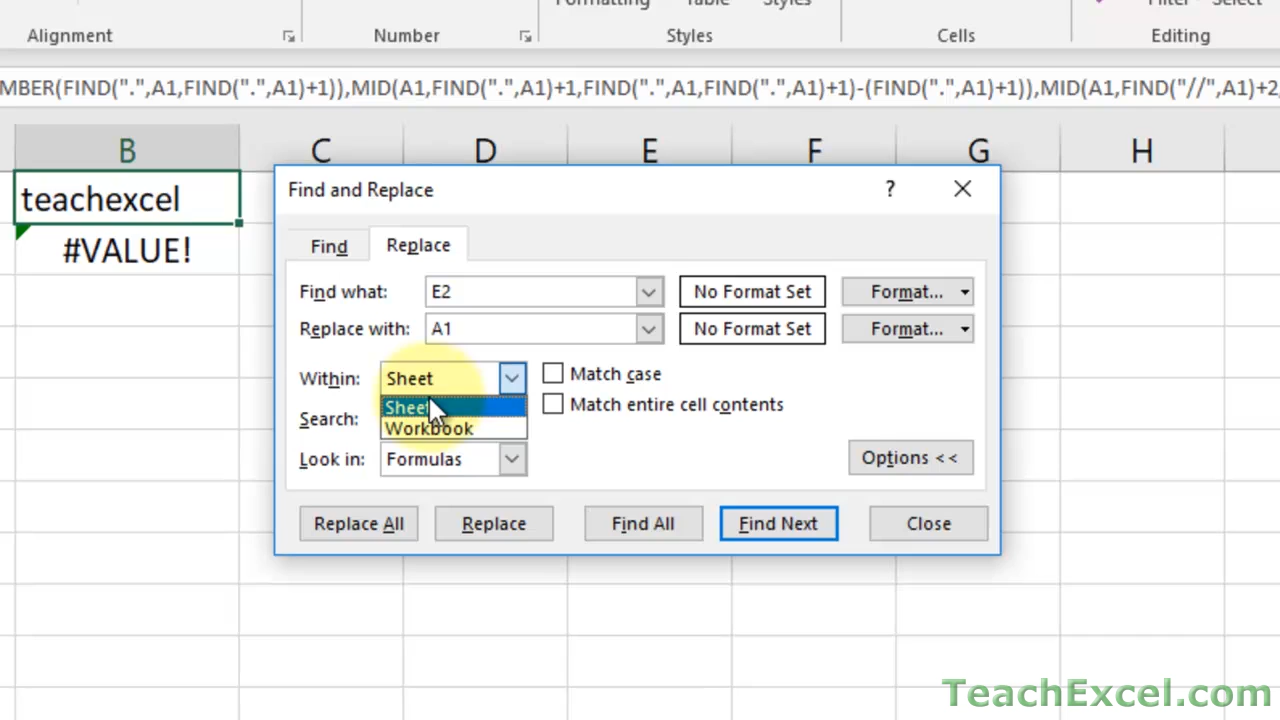 Formatting Table Styles Filter Select
Alignment Number Styles Cells Editing
MBER(FIND(".",A1,FIND(".",A1)+1)),MID(A1,FIND(".",A1)+1,FIND(".",A1,FIND(".",A1)+1)-(FIND(".",A1)+1)),MID(A1,FIND("//",A1)+2,
B C D E F G H
teachexcel
#VALUE!
Find and Replace ?
Find Replace
Find what: E2 No Format Set Format...
Replace with: A1 No Format Set Format...
Within: Sheet Match case
Sheet
Workbook
Search: Match entire cell contents
Look in: Formulas Options <<
Replace All Replace Find All Find Next Close
TeachExcel.com